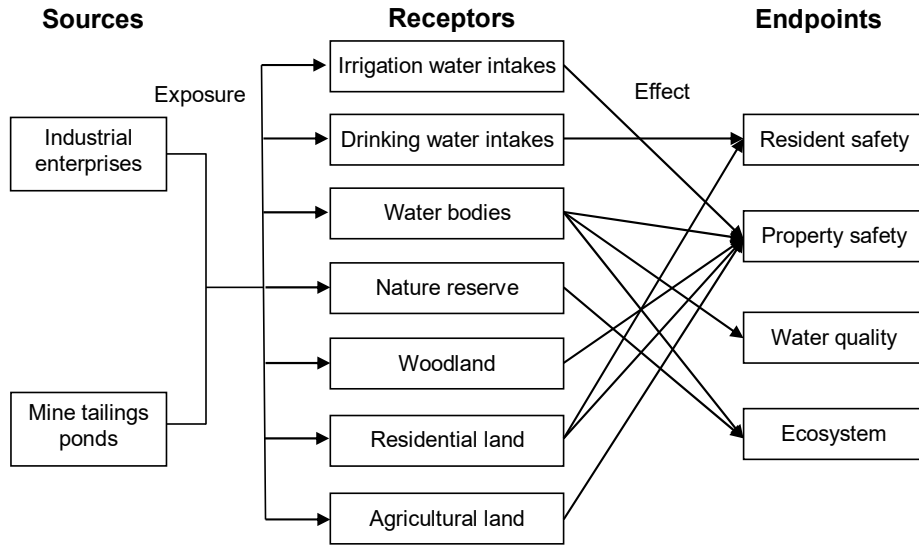 Sources
Receptors
Endpoints
Exposure
Effect
Industrial
enterprises
Mine tailings
ponds
Irrigation water intakes
Drinking water intakes
Water bodies
Nature reserve
Woodland
Residential land
Agricultural land
Resident safety
Property safety
Water quality
Ecosystem